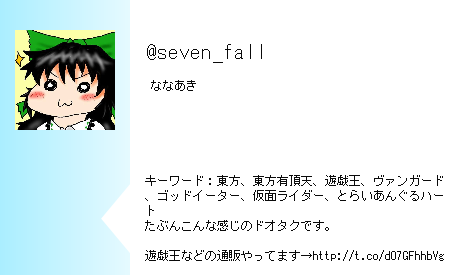 @seven_fall
ななあき
キーワード：東方、東方有頂天、遊戯王、ヴァンガード
、ゴッドイーター、仮面ライダー、とらいあんぐるハー
ト
たぶんこんな感じのドオタクです。
遊戯王などの通販やってます→http://t.co/dO7GFhhbVg